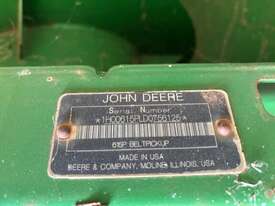 JOHN DEERE
Serial Number
*1H00615PLD0756125*
615P BELTPICKUP
MADE IN USA
DEERE & COMPANY, MOLINE, ILLINOIS, USA